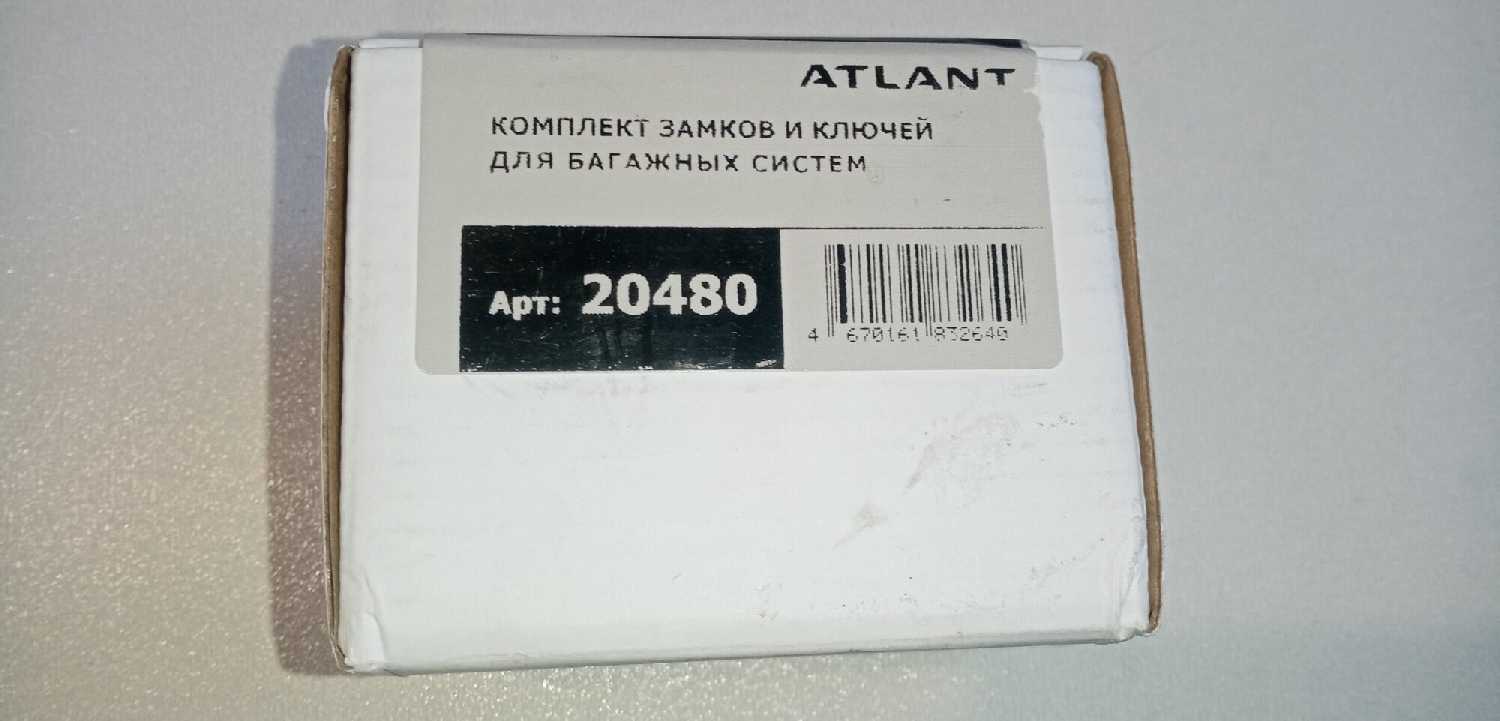 ATLANT
КОМПЛЕКТ ЗАМКОВ И КЛЮЧЕЙ
ДЛЯ БАГАЖНЫХ СИСТЕМ
Арт: 20480
4 670161 832640